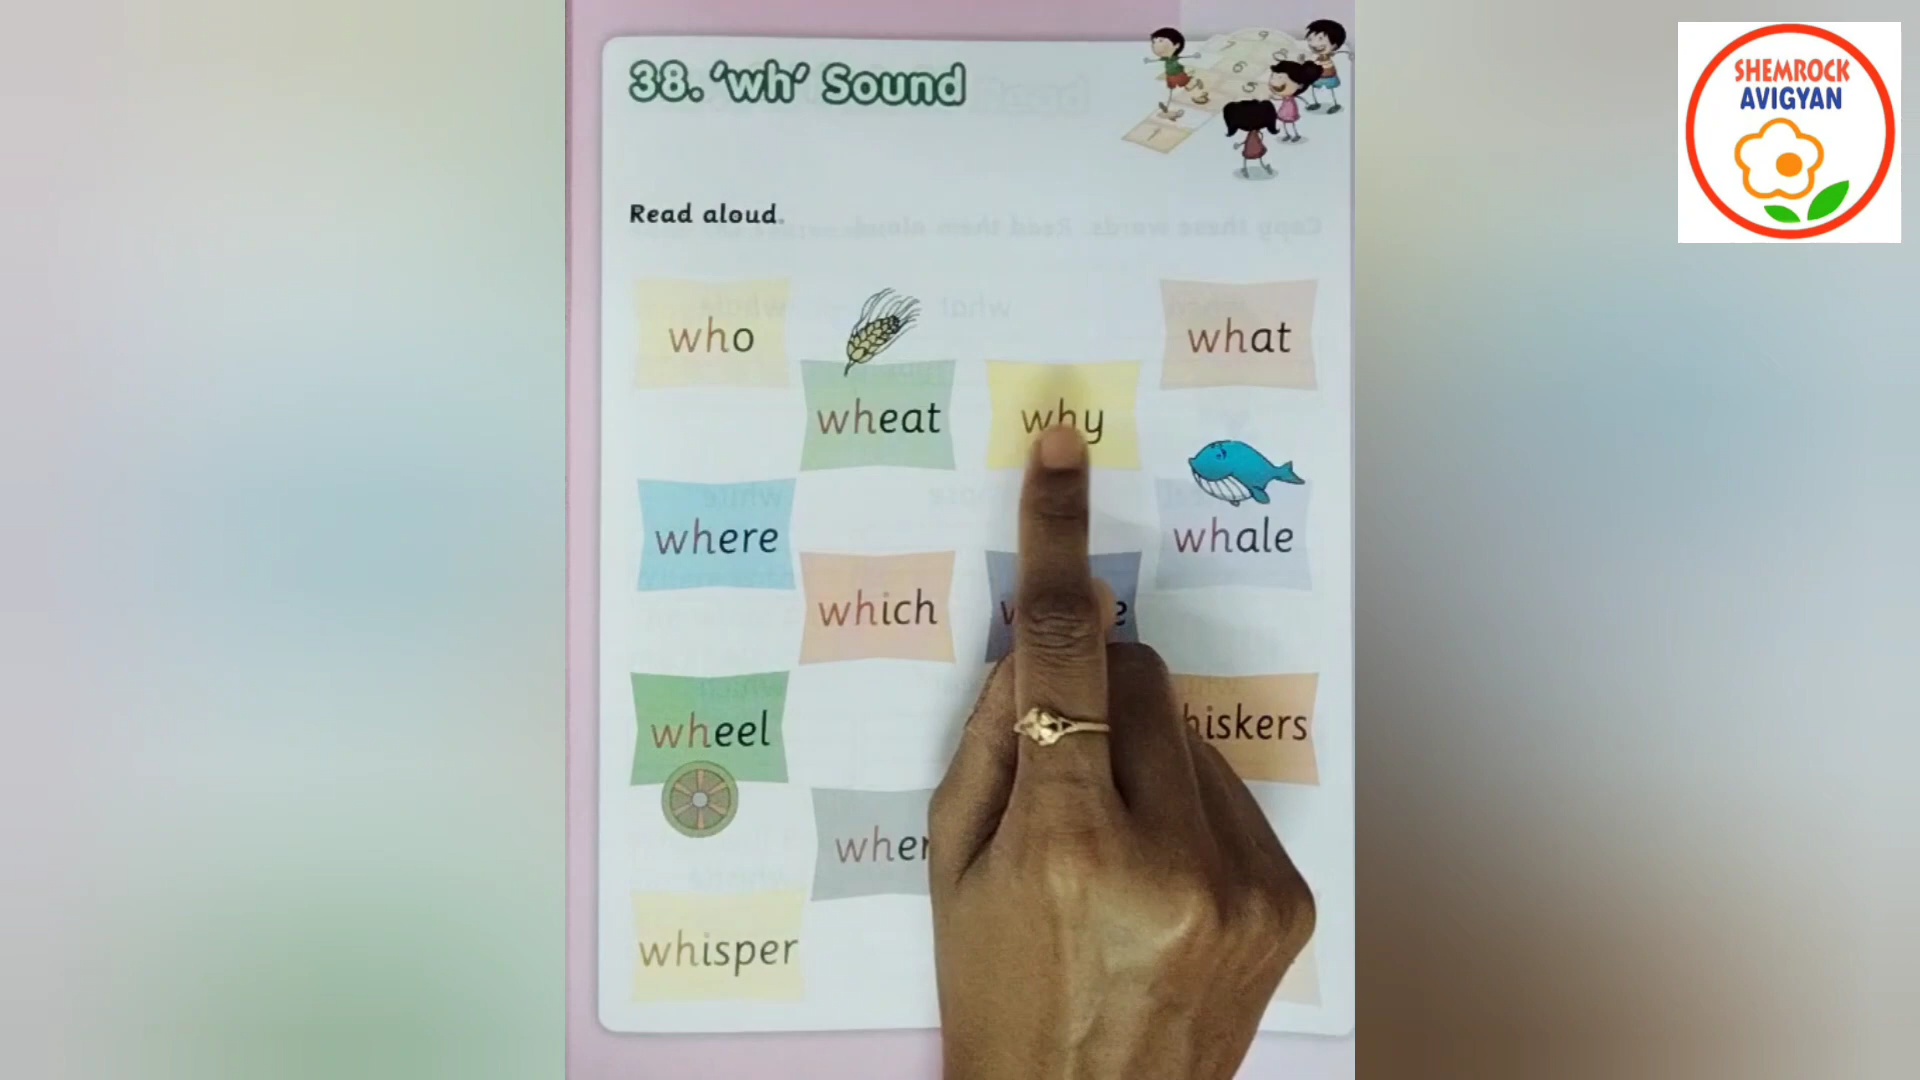 38. 'wh' Sound
Read aloud.
who
what
wheat
why
where
whale
which
wheel
whisper
SHEMROCK
AVIGYAN